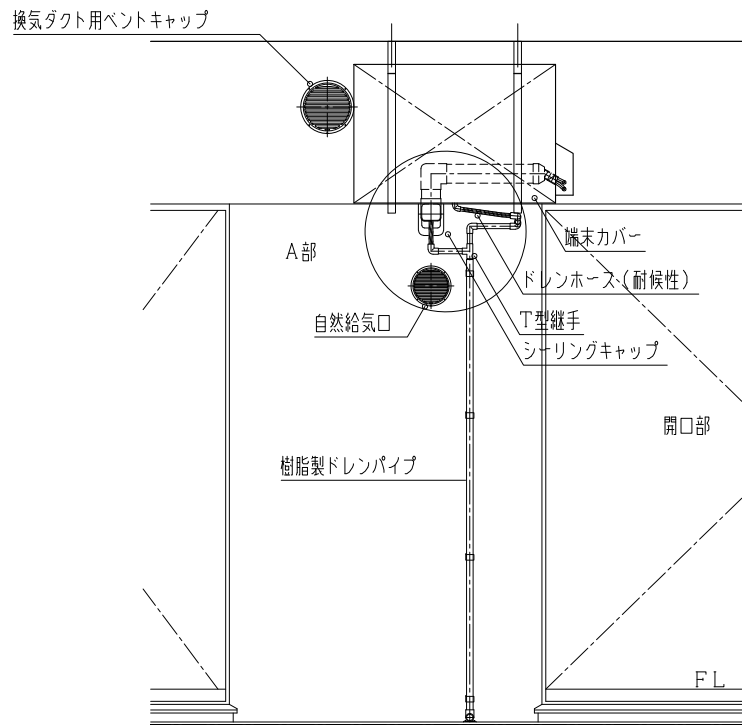 換気ダクト用ベントキャップ
A部
端末カバー
ドレンホース(耐候性)
自然給気口
T型継手
シーリングキャップ
開口部
樹脂製ドレンパイプ
FL